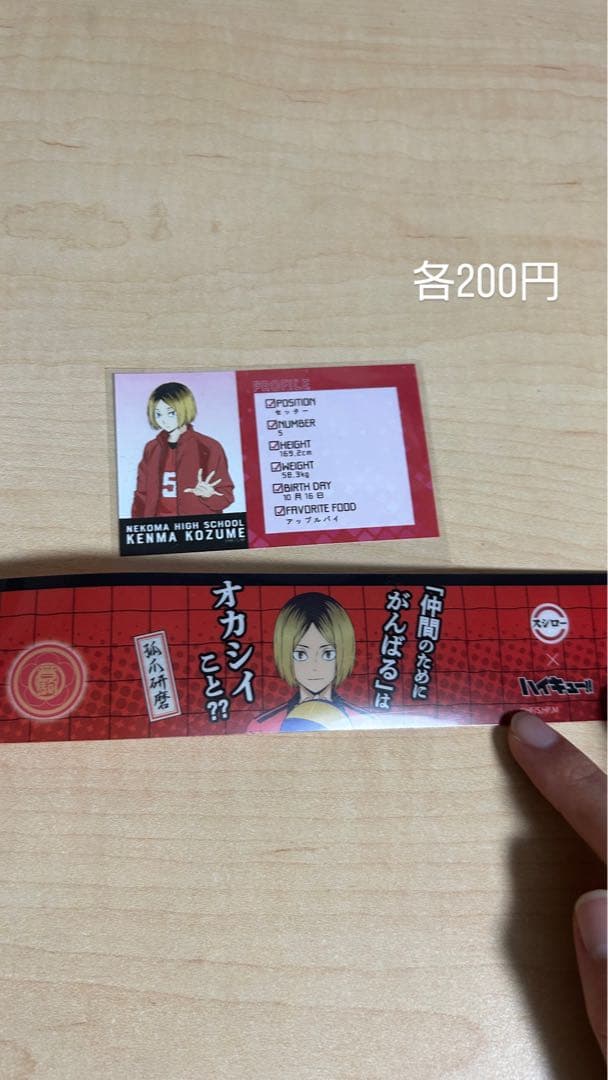 各200円
PROFILE
POSITION
セッター
NUMBER
5
HEIGHT
169.2cm
WEIGHT
58.3kg
BIRTH DAY
10月16日
FAVORITE FOOD
アップルパイ
5
NEKOMA HIGH SCHOOL
KENMA KOZUME
「仲間のために
がんばる」は
オカシイ
こと??
孤爪研磨
スシロー
×
ハイキュー!!